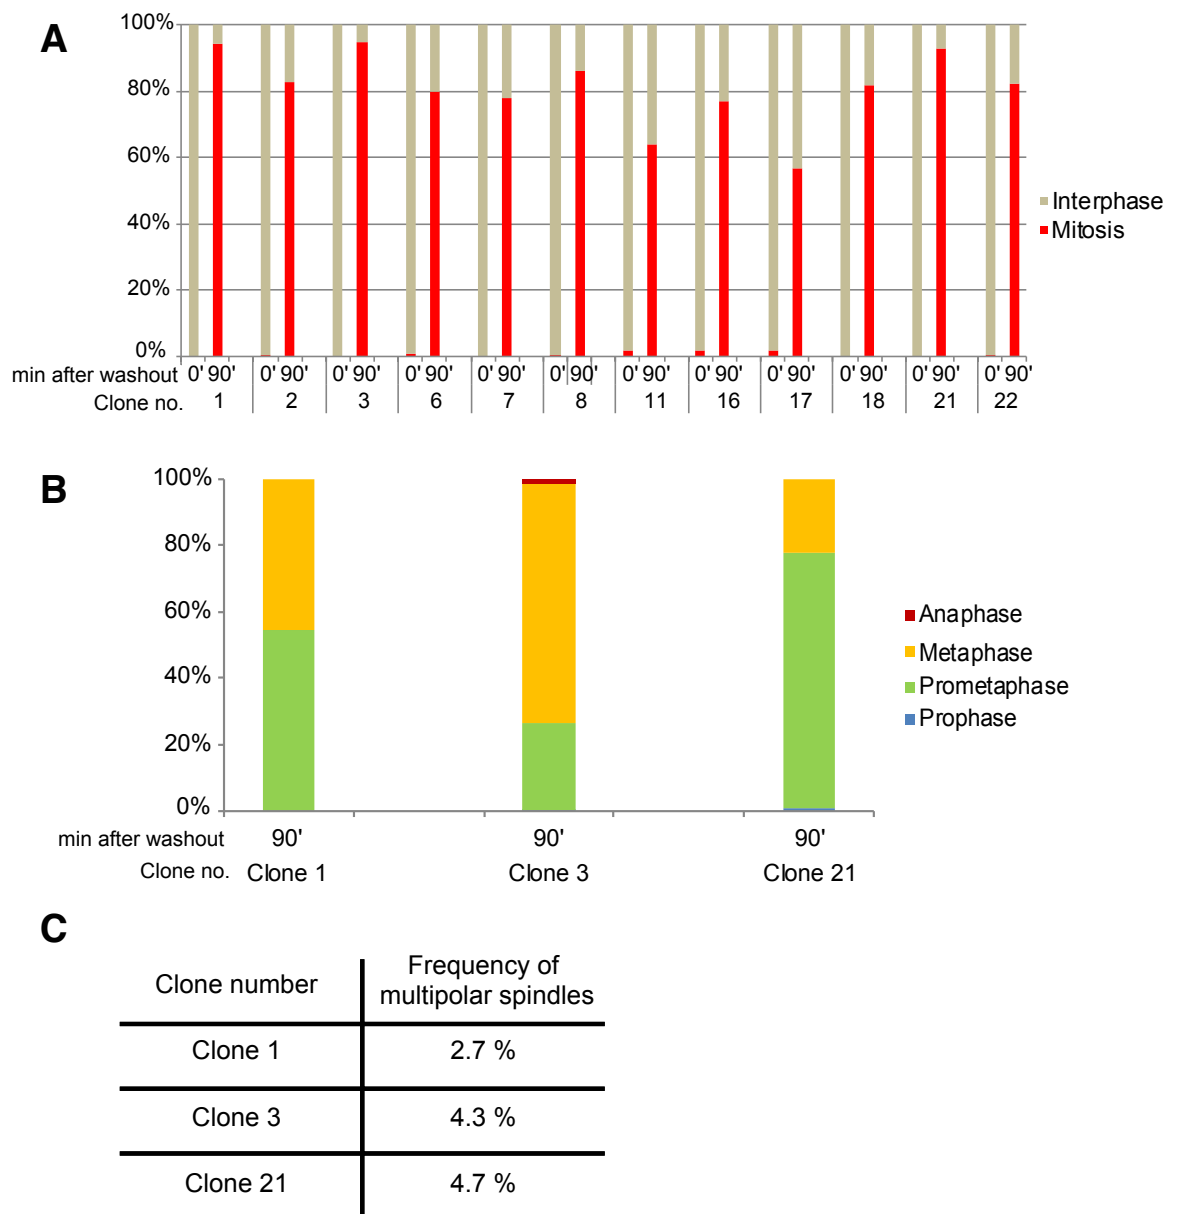 A
100%
80%
60%
40%
20%
0%
Interphase
Mitosis
min after washout 0' 90' 0' 90' 0' 90' 0' 90' 0' 90' 0' 90' 0' 90' 0' 90' 0' 90' 0' 90' 0' 90' 0' 90'
Clone no. 1 2 3 6 7 8 11 16 17 18 21 22
B
100%
80%
60%
40%
20%
0%
Anaphase
Metaphase
Prometaphase
Prophase
min after washout 90' 90' 90'
Clone no. Clone 1 Clone 3 Clone 21
C
Clone number
Frequency of
multipolar spindles
Clone 1 2.7 %
Clone 3 4.3 %
Clone 21 4.7 %